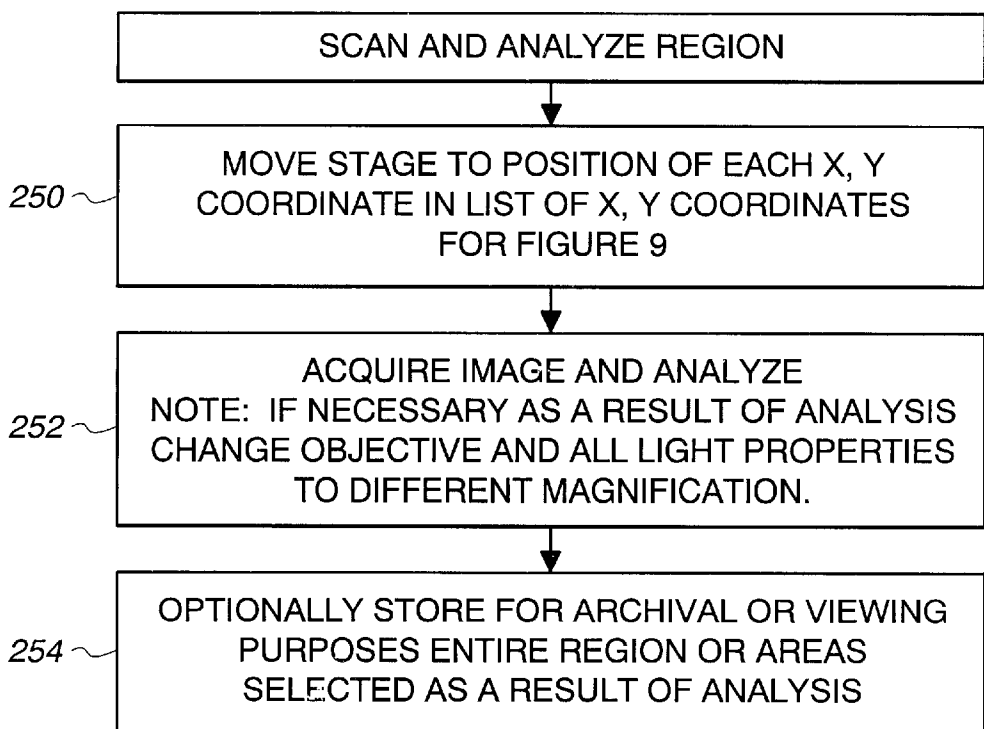 SCAN AND ANALYZE REGION
MOVE STAGE TO POSITION OF EACH X, Y
250
COORDINATE IN LIST OF X, Y COORDINATES
FOR FIGURE 9
ACQUIRE IMAGE AND ANALYZE
NOTE: IF NECESSARY AS A RESULT OF ANALYSIS
252
CHANGE OBJECTIVE AND ALL LIGHT PROPERTIES
TO DIFFERENT MAGNIFICATION.
OPTIONALLY STORE FOR ARCHIVAL OR VIEWING
254
PURPOSES ENTIRE REGION OR AREAS
SELECTED AS A RESULT OF ANALYSIS